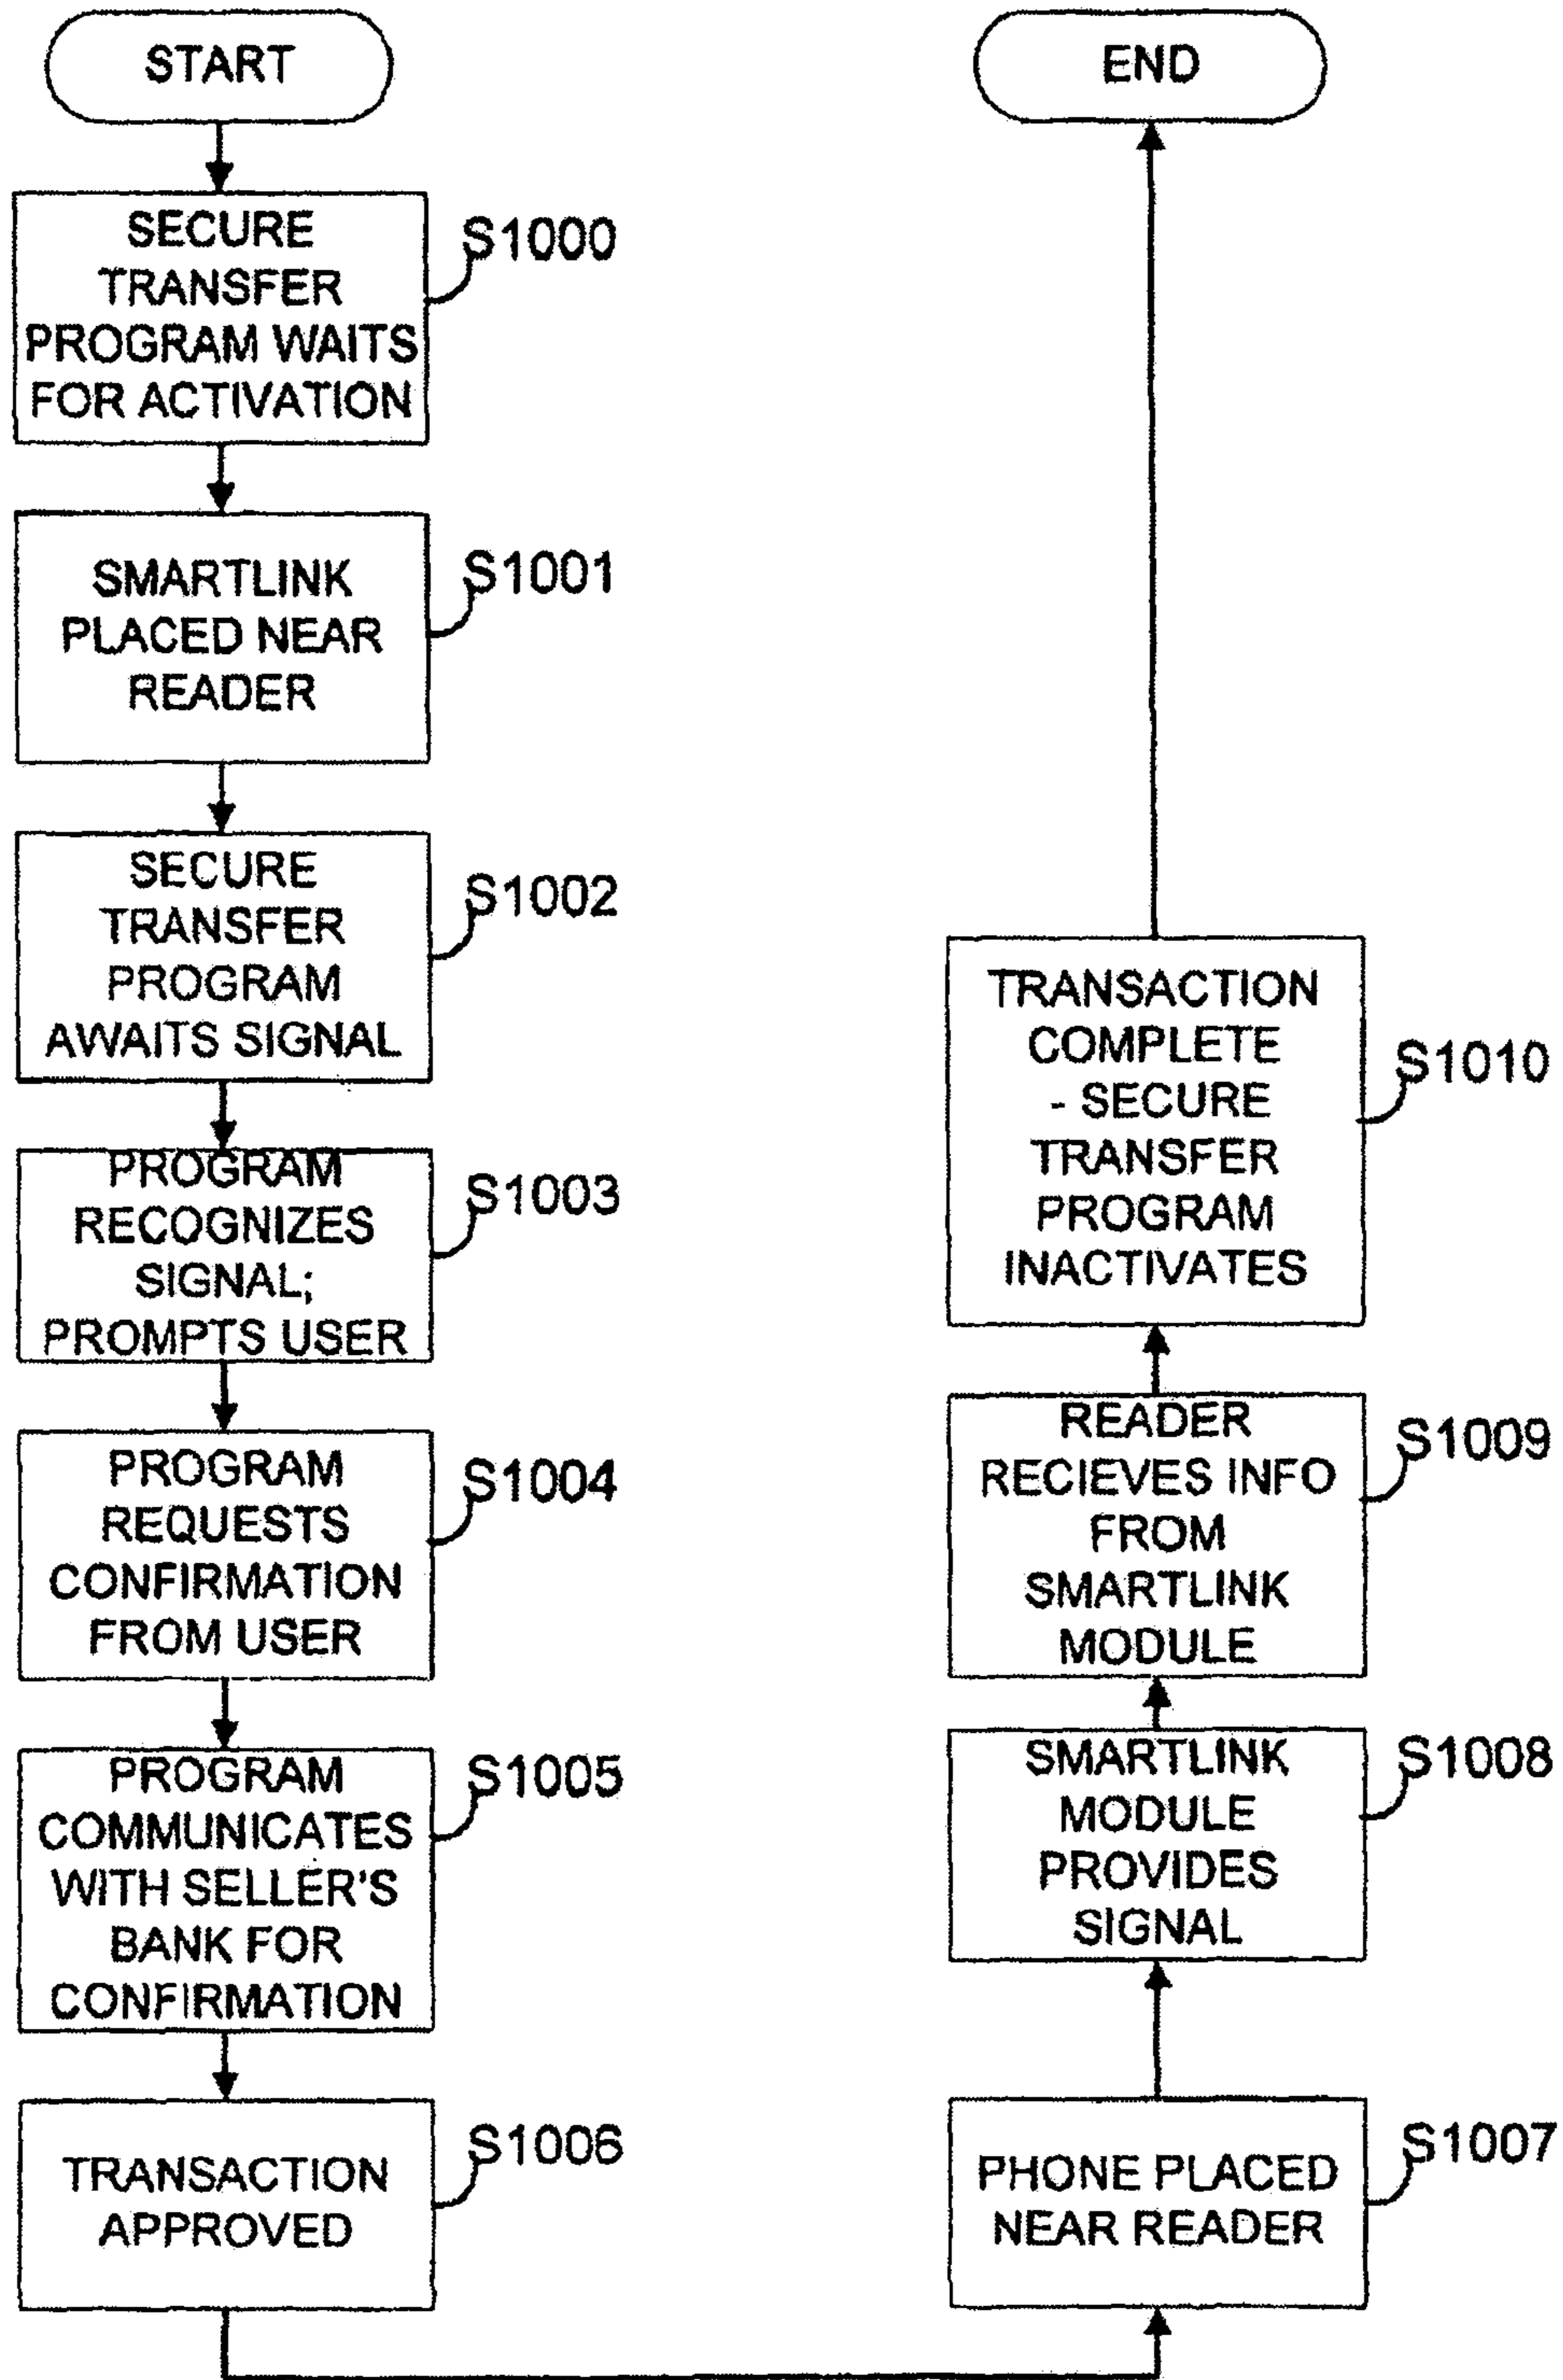 START
SECURE
TRANSFER
PROGRAM WAITS
FOR ACTIVATION
S1000
SMARTLINK
PLACED NEAR
READER
S1001
SECURE
TRANSFER
PROGRAM
AWAITS SIGNAL
S1002
PROGRAM
RECOGNIZES
SIGNAL;
PROMPTS USER
S1003
PROGRAM
REQUESTS
CONFIRMATION
FROM USER
S1004
PROGRAM
COMMUNICATES
WITH SELLER'S
BANK FOR
CONFIRMATION
S1005
TRANSACTION
APPROVED
S1006
PHONE PLACED
NEAR READER
S1007
SMARTLINK
MODULE
PROVIDES
SIGNAL
S1008
READER
RECIEVES INFO
FROM
SMARTLINK
MODULE
S1009
TRANSACTION
COMPLETE
- SECURE
TRANSFER
PROGRAM
INACTIVATES
S1010
END